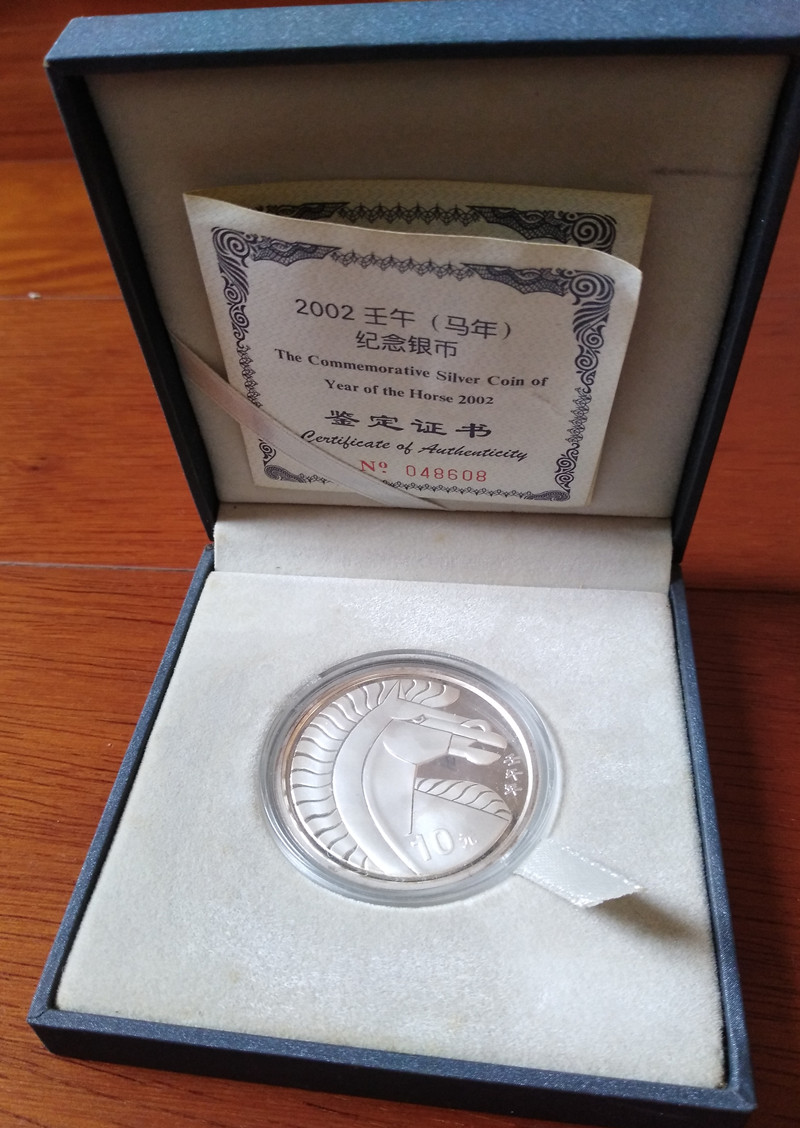 2002 壬午（马年）
纪念银币
The Commemorative Silver Coin of
Year of the Horse 2002
鉴定证书
Certificate of Authenticity
Nº 048608
10元